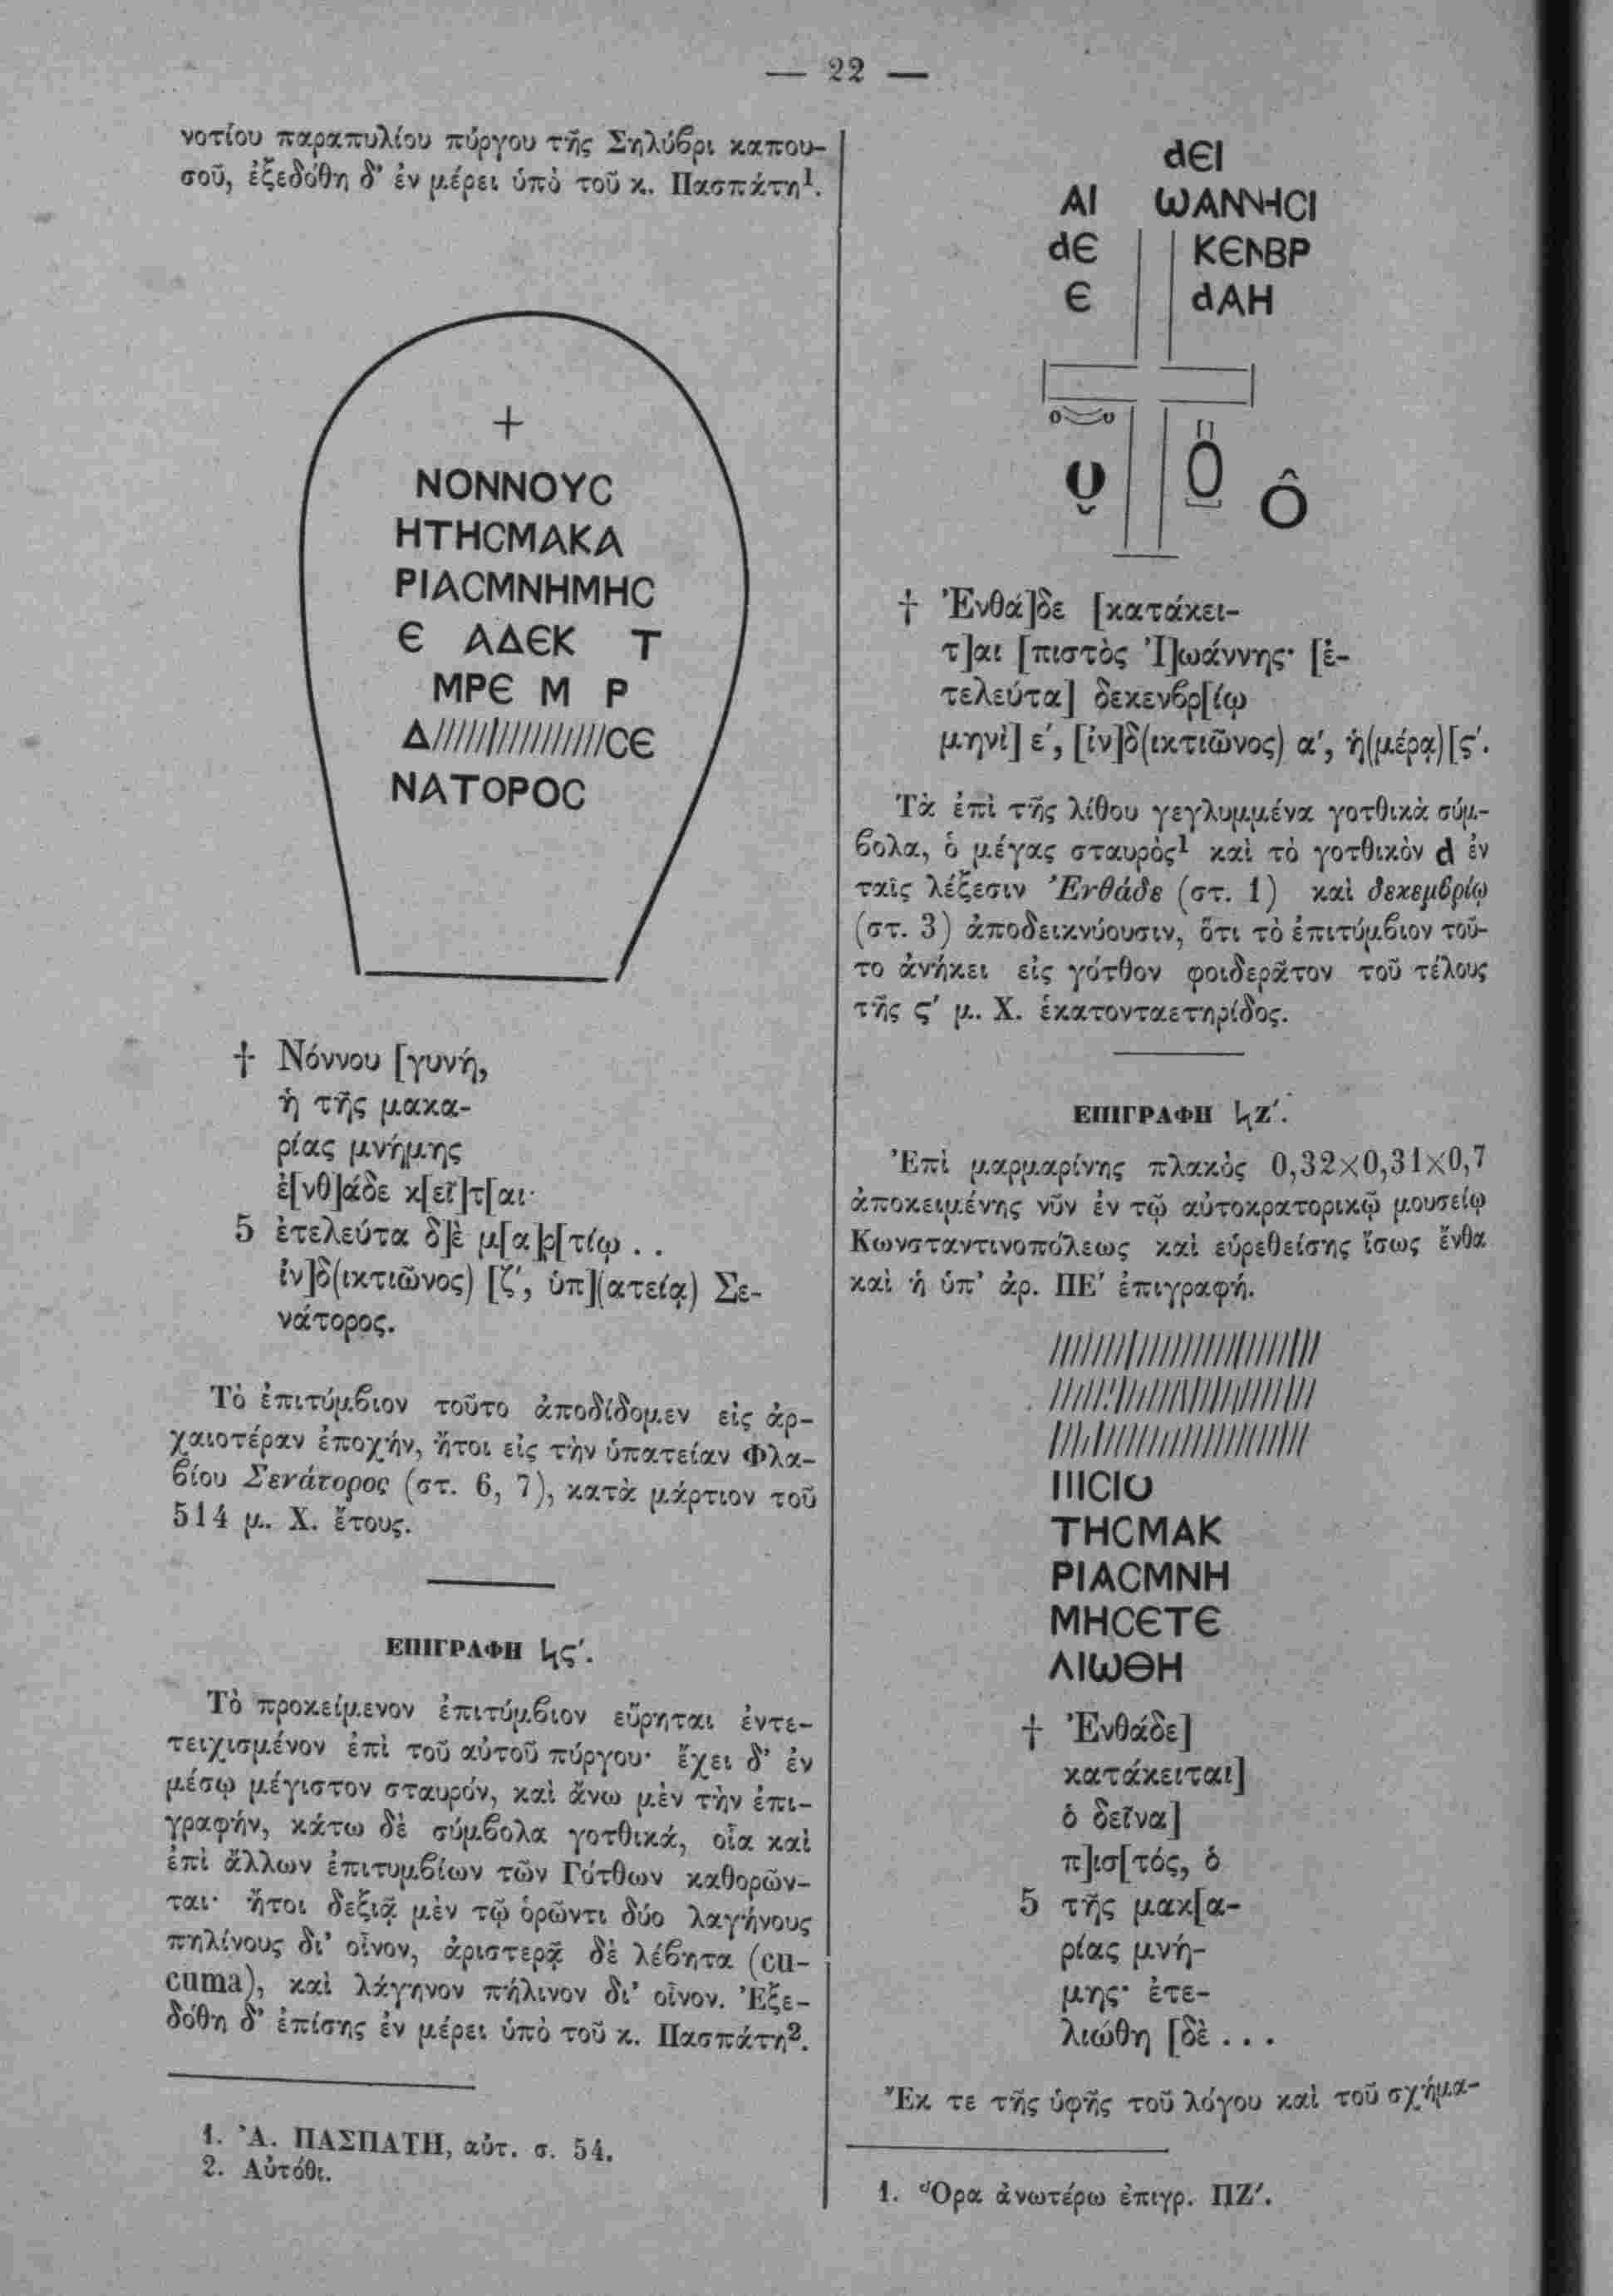 — 22 —
νοτίου παραπυλίου πύργου τῆς Σηλύβρι καπου-
σοῦ, ἐξεδόθη δ' ἐν μέρει ὑπὸ τοῦ κ. Πασπάτη¹.
+
ΝΟΝΝΟΥC
ΗΤΗCΜΑΚΑ
ΡΙΑCΜΝΗΜΗC
Є ΑΔЄΚ Τ
ΜΡЄ Μ Ρ
Δ////////////////CЄ
ΝΑΤΟΡΟC
† Νόννου [γυνή,
ἡ τῆς μακα-
ρίας μνήμης
ἐ[νθ]άδε κ[εῖ]τ[αι·
5 ἐτελεύτα δ]ὲ μ[α]ρ[τίῳ . .
ἰν]δ(ικτιῶνος) [ζ', ὑπ](ατείᾳ) Σε-
νάτορος.
Τὸ ἐπιτύμβιον τοῦτο ἀποδίδομεν εἰς ἀρ-
χαιοτέραν ἐποχήν, ἤτοι εἰς τὴν ὑπατείαν Φλα-
βίου Σενάτορος (στ. 6, 7), κατὰ μάρτιον τοῦ
514 μ. Χ. ἔτους.
ΕΠΙΓΡΑΦΗ Ϟς'.
Τὸ προκείμενον ἐπιτύμβιον εὕρηται ἐντε-
τειχισμένον ἐπὶ τοῦ αὐτοῦ πύργου· ἔχει δ' ἐν
μέσῳ μέγιστον σταυρόν, καὶ ἄνω μὲν τὴν ἐπι-
γραφήν, κάτω δὲ σύμβολα γοτθικά, οἷα καὶ
ἐπὶ ἄλλων ἐπιτυμβίων τῶν Γότθων καθορῶν-
ται· ἤτοι δεξιᾷ μὲν τῷ ὁρῶντι δύο λαγήνους
πηλίνους δι' οἶνον, ἀριστερᾷ δὲ λέβητα (cu-
cuma), καὶ λάγηνον πήλινον δι' οἶνον. Ἐξε-
δόθη δ' ἐπίσης ἐν μέρει ὑπὸ τοῦ κ. Πασπάτη².
1. Ἀ. ΠΑΣΠΑΤΗ, αὐτ. σ. 54.
2. Αὐτόθι.
dЄΙ
ΑΙ ωΑΝΝΗCΙ
dЄ ΚЄΝΒΡ
Є dΑΗ
† Ἐνθά]δε [κατάκει-
τ]αι [πιστὸς Ἰ]ωάννης· [ἐ-
τελεύτα] δεκενβρ[ίῳ
μηνὶ] ε', [ἰν]δ(ικτιῶνος) α', ἡ(μέρᾳ)[ς'.
Τὰ ἐπὶ τῆς λίθου γεγλυμμένα γοτθικὰ σύμ-
βολα, ὁ μέγας σταυρὸς¹ καὶ τὸ γοτθικὸν d ἐν
ταῖς λέξεσιν Ἐνθάδε (στ. 1) καὶ δεκεμβρίῳ
(στ. 3) ἀποδεικνύουσιν, ὅτι τὸ ἐπιτύμβιον τοῦ-
το ἀνήκει εἰς γότθον φοιδερᾶτον τοῦ τέλους
τῆς ς' μ. Χ. ἑκατονταετηρίδος.
ΕΠΙΓΡΑΦΗ ϞΖ'.
Ἐπὶ μαρμαρίνης πλακὸς 0,32×0,31×0,7
ἀποκειμένης νῦν ἐν τῷ αὐτοκρατορικῷ μουσείῳ
Κωνσταντινοπόλεως καὶ εὑρεθείσης ἴσως ἔνθα
καὶ ἡ ὑπ' ἀρ. ΠΕ' ἐπιγραφή.
ΙΙΙCΙΟ
ΤΗCΜΑΚ
ΡΙΑCΜΝΗ
ΜΗCЄΤЄ
ΛΙωΘΗ
† Ἐνθάδε]
κατάκειται]
ὁ δεῖνα]
π]ισ[τός, ὁ
5 τῆς μακ[α-
ρίας μνή-
μης· ἐτε-
λιώθη [δὲ . . .
Ἔκ τε τῆς ὑφῆς τοῦ λόγου καὶ τοῦ σχήμα-
1. Ὅρα ἀνωτέρω ἐπιγρ. ΠΖ'.